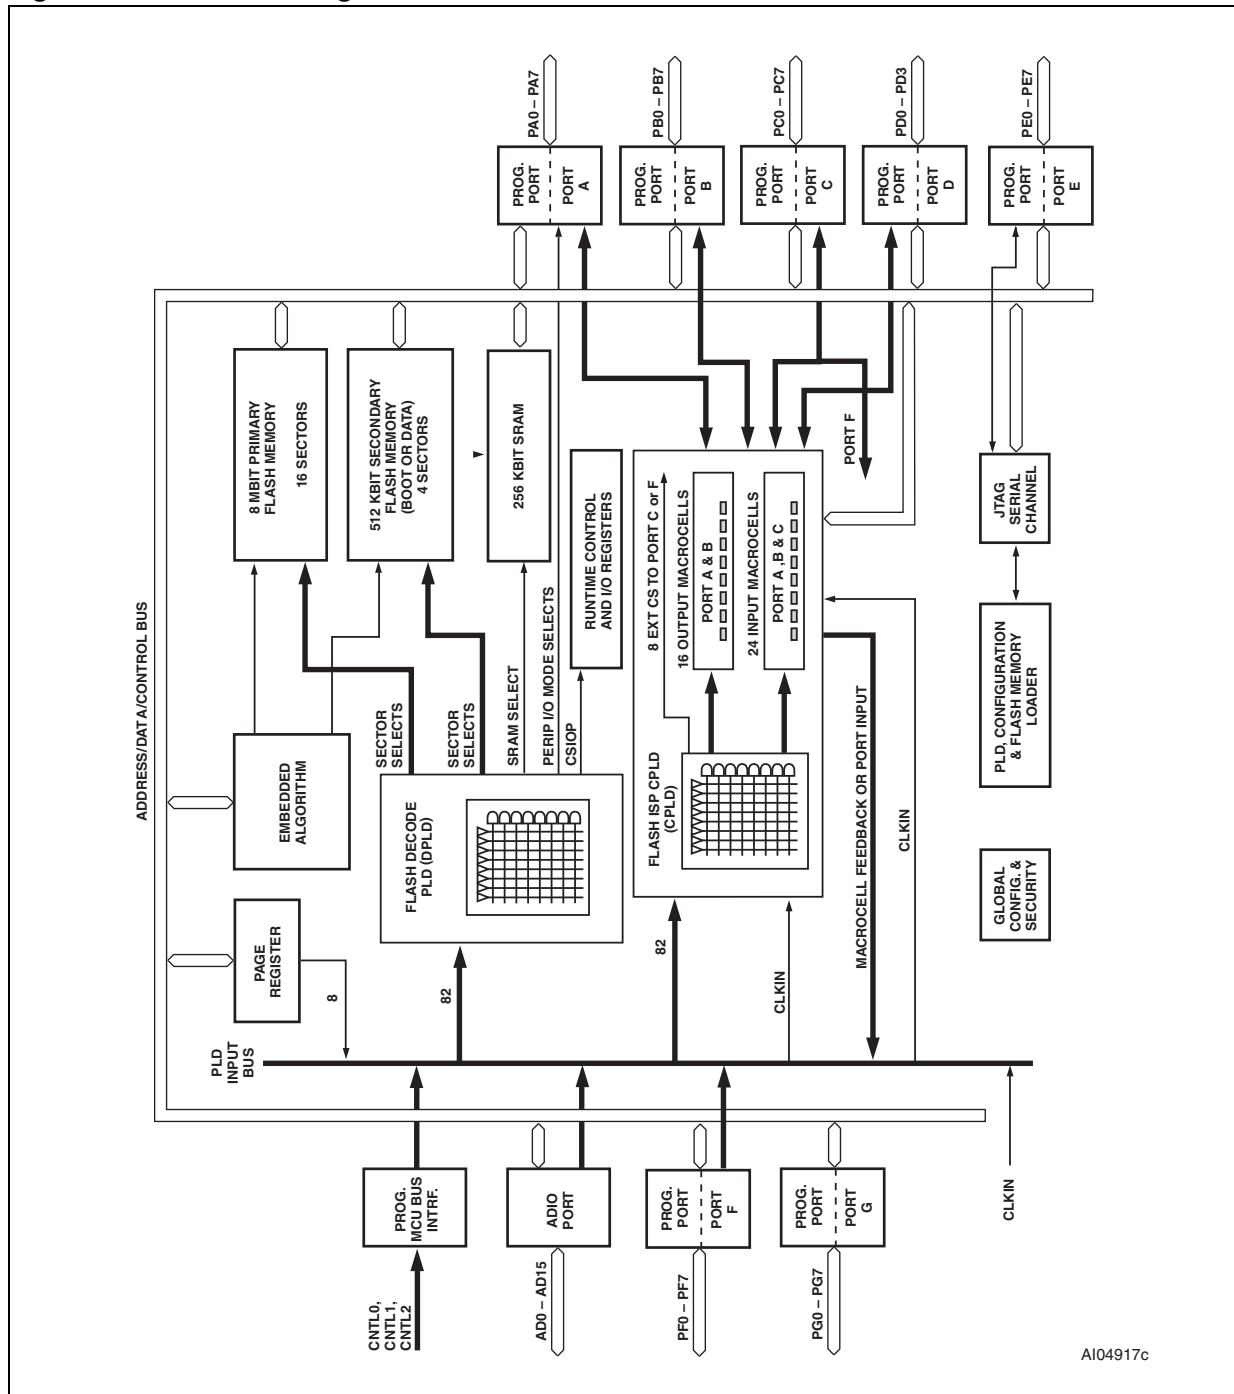 PA0 – PA7
PB0 – PB7
PC0 – PC7
PD0 – PD3
PE0 – PE7
PROG.
PORT
PORT
A
PROG.
PORT
PORT
B
PROG.
PORT
PORT
C
PROG.
PORT
PORT
D
PROG.
PORT
PORT
E
ADDRESS/DATA/CONTROL BUS
8 MBIT PRIMARY
FLASH MEMORY
16 SECTORS
512 KBIT SECONDARY
FLASH MEMORY
(BOOT OR DATA)
4 SECTORS
256 KBIT SRAM
RUNTIME CONTROL
AND I/O REGISTERS
PORT F
JTAG
SERIAL
CHANNEL
8 EXT CS TO PORT C or F
16 OUTPUT MACROCELLS
PORT A & B
24 INPUT MACROCELLS
PORT A ,B & C
EMBEDDED
ALGORITHM
SECTOR
SELECTS
SECTOR
SELECTS
SRAM SELECT
PERIP I/O MODE SELECTS
CSIOP
FLASH DECODE
PLD (DPLD)
FLASH ISP CPLD
(CPLD)
MACROCELL FEEDBACK OR PORT INPUT
CLKIN
PLD, CONFIGURATION
& FLASH MEMORY
LOADER
PAGE
REGISTER
8
82
82
CLKIN
GLOBAL
CONFIG. &
SECURITY
PLD
INPUT
BUS
PROG.
MCU BUS
INTRF.
ADIO
PORT
PROG.
PORT
PORT
F
PROG.
PORT
PORT
G
CLKIN
CNTL0,
CNTL1,
CNTL2
AD0 – AD15
PF0 – PF7
PG0 – PG7
AI04917c